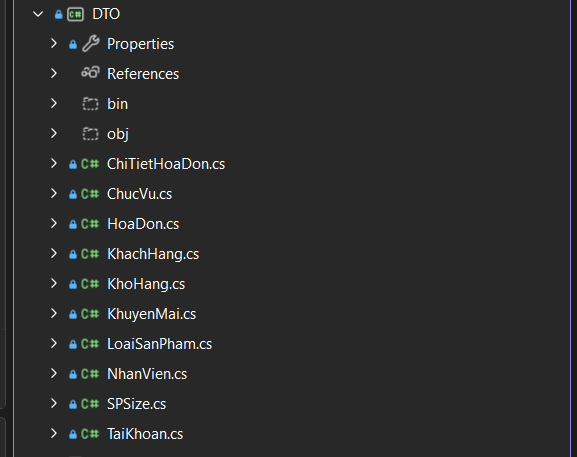 C# DTO
Properties
References
bin
obj
C# ChiTietHoaDon.cs
C# ChucVu.cs
C# HoaDon.cs
C# KhachHang.cs
C# KhoHang.cs
C# KhuyenMai.cs
C# LoaiSanPham.cs
C# NhanVien.cs
C# SPSize.cs
C# TaiKhoan.cs